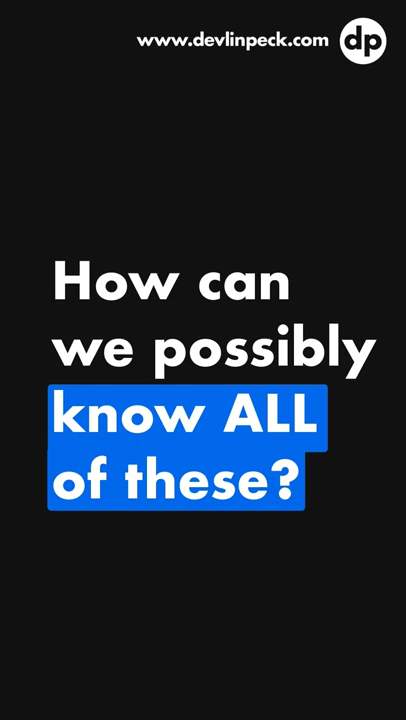 www.devlinpeck.com dp
How can
we possibly
know ALL
of these?